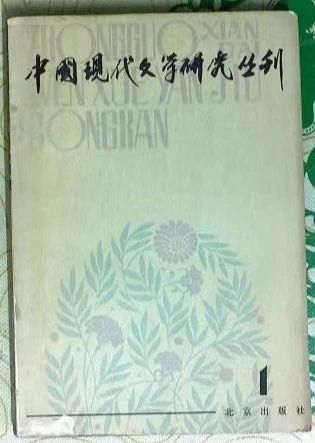 ZHONGGUO XIAN
DAI
中國現代文学研究丛刊
WEN XUE YAN JIU
CONGKAN
1
北京出版社